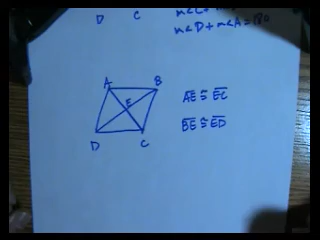 D C
m<D + m<A = 180
A B
E
D C
AE ≅ EC
BE ≅ ED